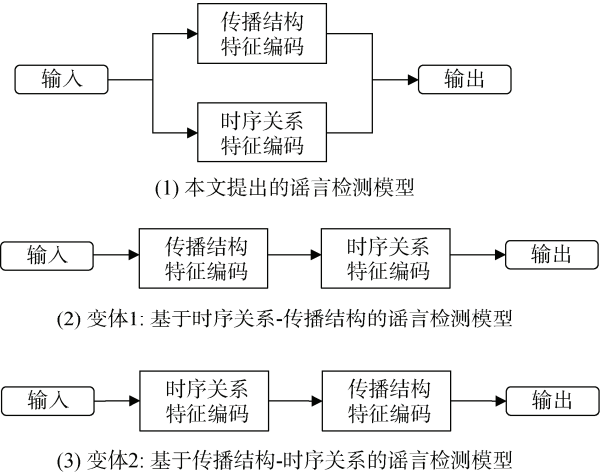 传播结构
特征编码
输入
输出
时序关系
特征编码
(1) 本文提出的谣言检测模型
输入
传播结构
特征编码
时序关系
特征编码
输出
(2) 变体1: 基于时序关系-传播结构的谣言检测模型
输入
时序关系
特征编码
传播结构
特征编码
输出
(3) 变体2: 基于传播结构-时序关系的谣言检测模型